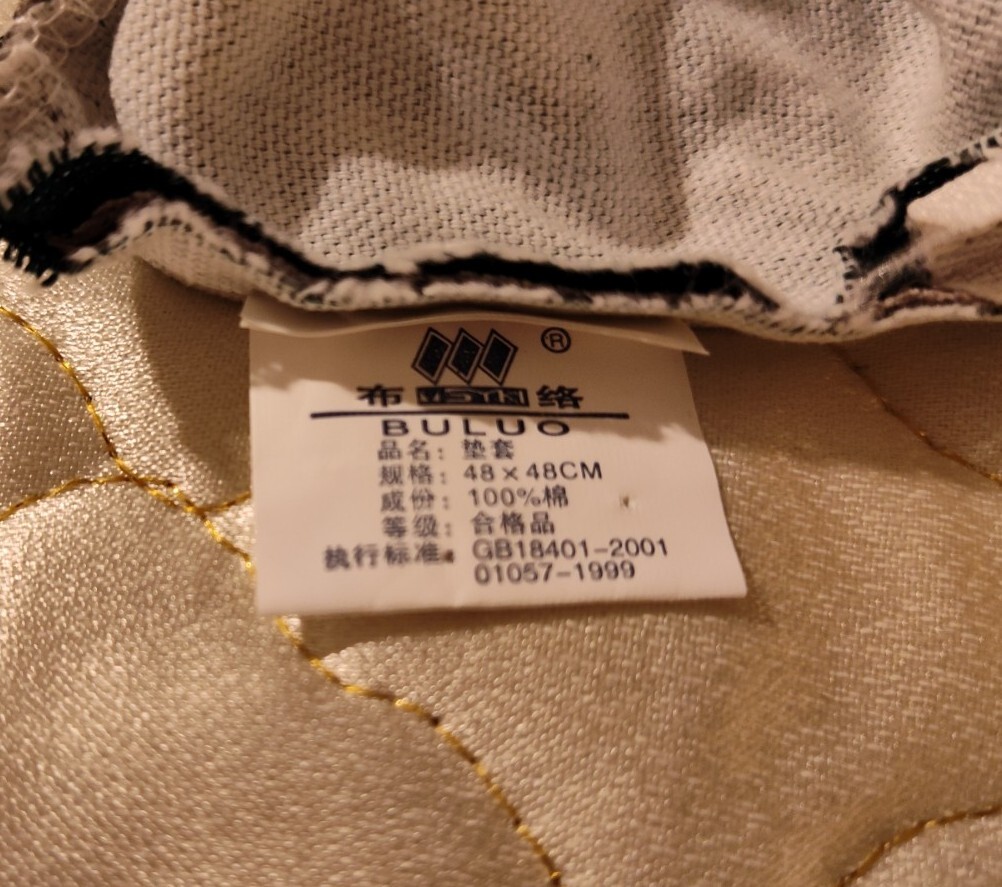 ®
布 络
BULUO
品名: 垫套
规格: 48×48CM
成份: 100%棉
等级: 合格品
执行标准: GB18401-2001
01057-1999